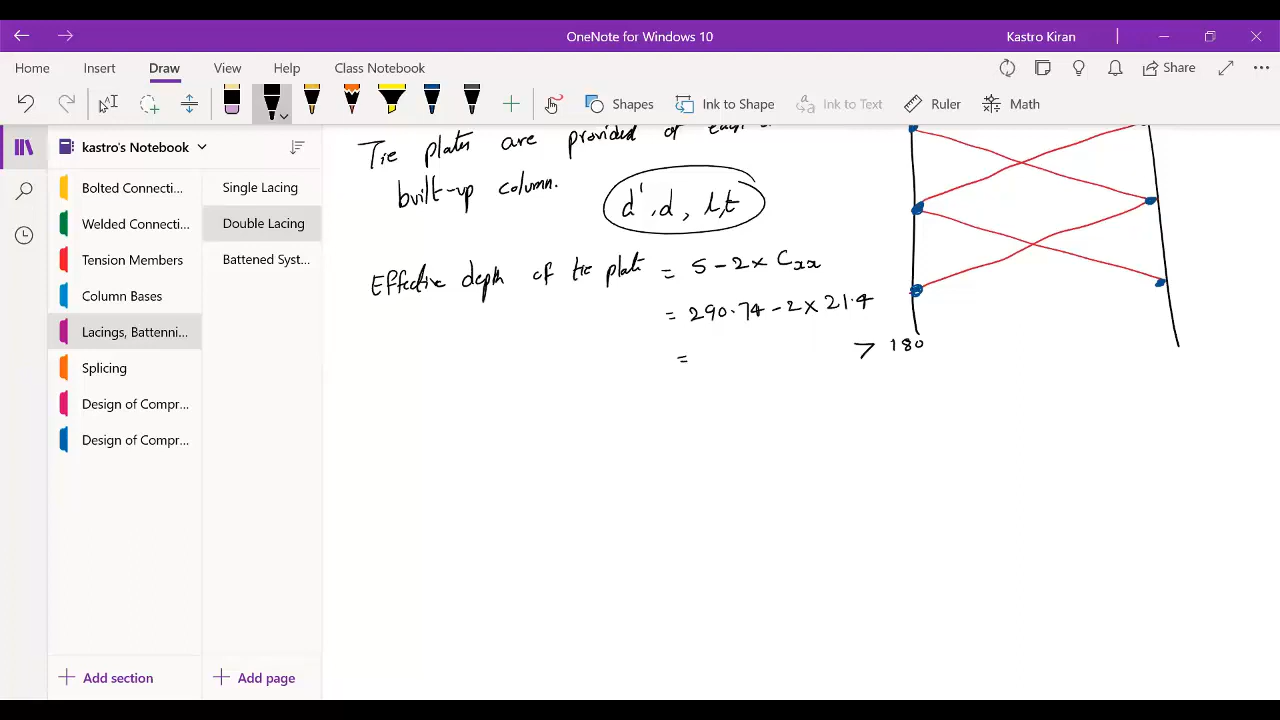 OneNote for Windows 10
Kastro Kiran
Home
Insert
Draw
View
Help
Class Notebook
Share
Shapes
Ink to Shape
Ink to Text
Ruler
Math
kastro's Notebook
Bolted Connecti...
Welded Connecti...
Tension Members
Column Bases
Lacings, Battenni...
Splicing
Design of Compr...
Design of Compr...
Add section
Single Lacing
Double Lacing
Battened Syst...
Add page
Tie plates are provided at each
built-up column.
d', d, l, t
Effective depth of tie plate = S - 2 x Cxx
= 290.74 - 2 x 21.4
= > 180